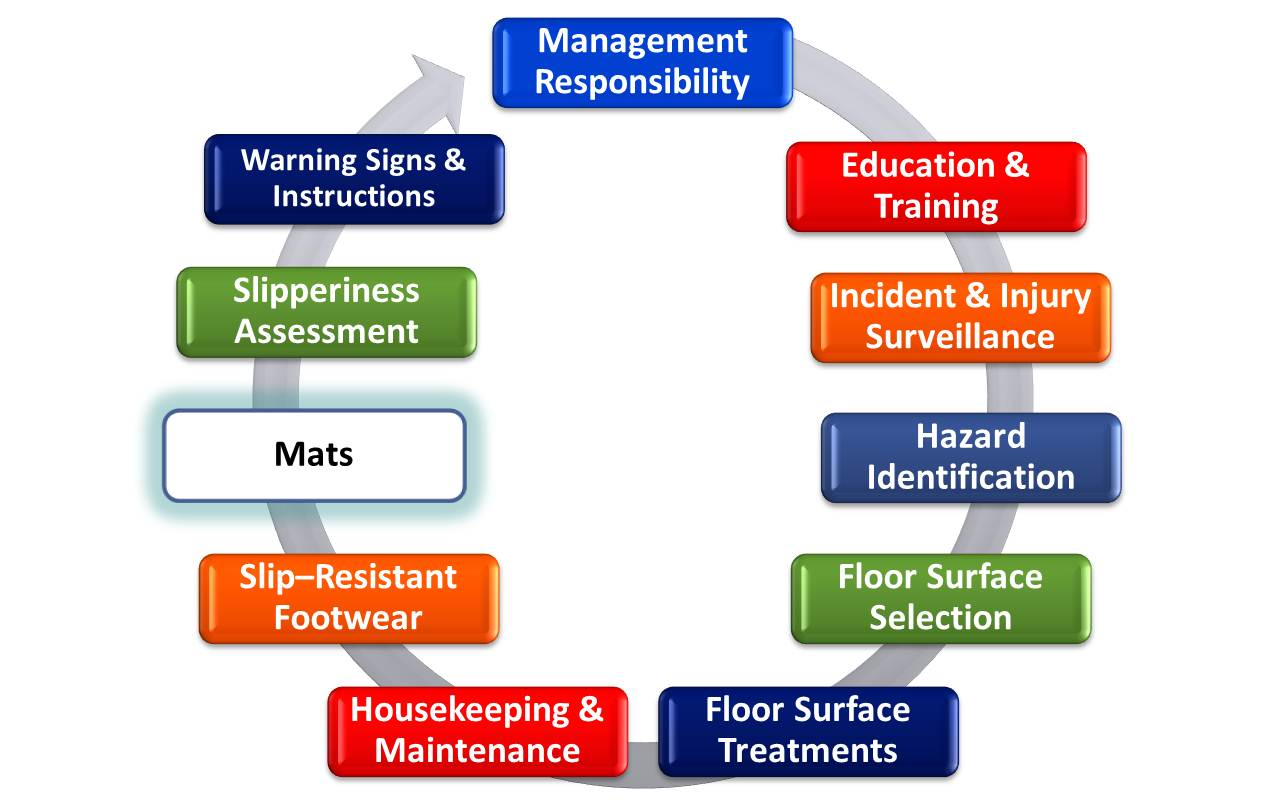 Management
Responsibility
Education &
Training
Incident & Injury
Surveillance
Hazard
Identification
Floor Surface
Selection
Floor Surface
Treatments
Housekeeping &
Maintenance
Slip–Resistant
Footwear
Mats
Slipperiness
Assessment
Warning Signs &
Instructions